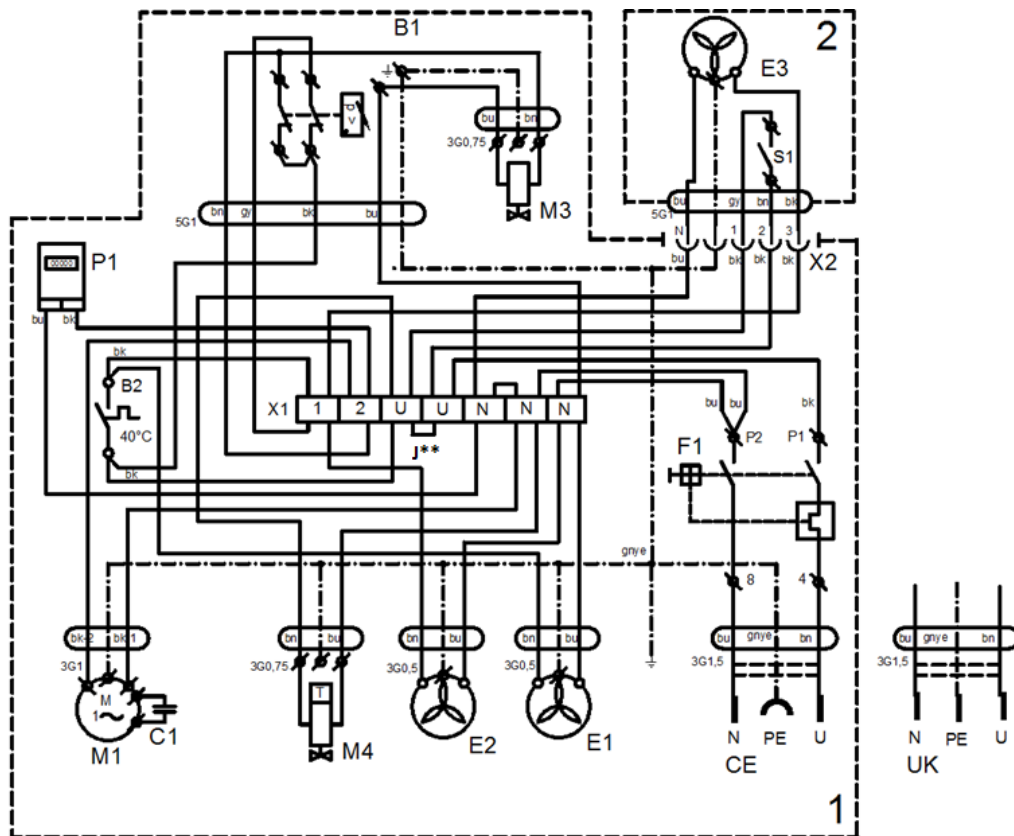 B1
2
E3
bu
bn
3G0,75
M3
S1
bn
gy
bk
bu
5G1
bu
gy
bn
bk
5G1
N
1
2
3
bu
bk
bk
bk
X2
P1
00000
bu
bk
bk
B2
40°C
bk
X1
1
2
U
U
N
N
N
J**
bu
bu
bk
P2
P1
F1
gnye
8
4
bk-2
bk-1
3G1
M
1
M1
C1
bn
bu
3G0,75
T
M4
bn
bu
3G0,5
E2
bn
bu
3G0,5
E1
bu
gnye
bn
3G1,5
N
PE
U
CE
bu
gnye
bn
3G1,5
N
PE
U
UK
1